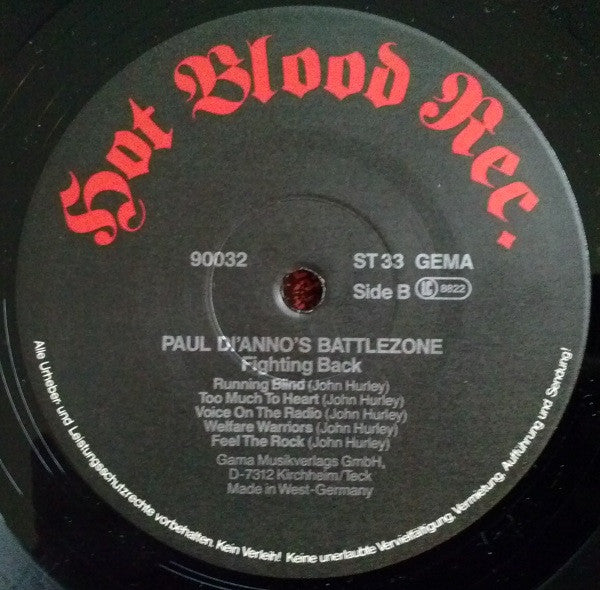 Hot Blood Rec.
90032
ST 33 GEMA
Side B LC 8822
PAUL DI'ANNO'S BATTLEZONE
Fighting Back
Running Blind (John Hurley)
Too Much To Heart (John Hurley)
Voice On The Radio (John Hurley)
Welfare Warriors (John Hurley)
Feel The Rock (John Hurley)
Gama Musikverlags GmbH,
D-7312 Kirchheim/Teck
Made in West-Germany
Alle Urheber- und Leistungsschutzrechte vorbehalten. Kein Verleih! Keine unerlaubte Vervielfältigung, Vermietung, Aufführung und Sendung!